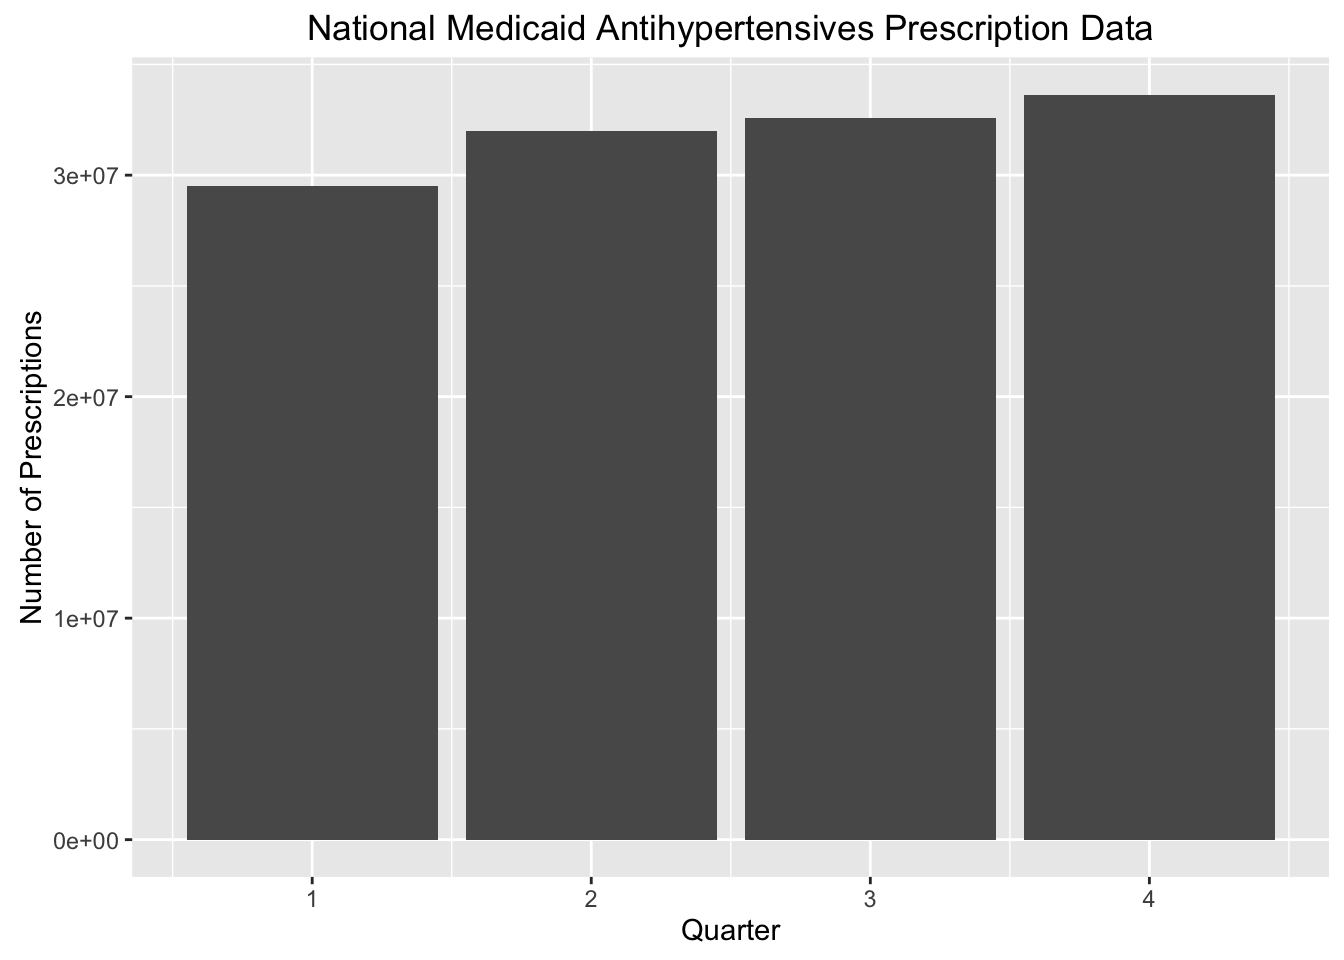 National Medicaid Antihypertensives Prescription Data
Number of Prescriptions
3e+07
2e+07
1e+07
0e+00
1 2 3 4
Quarter